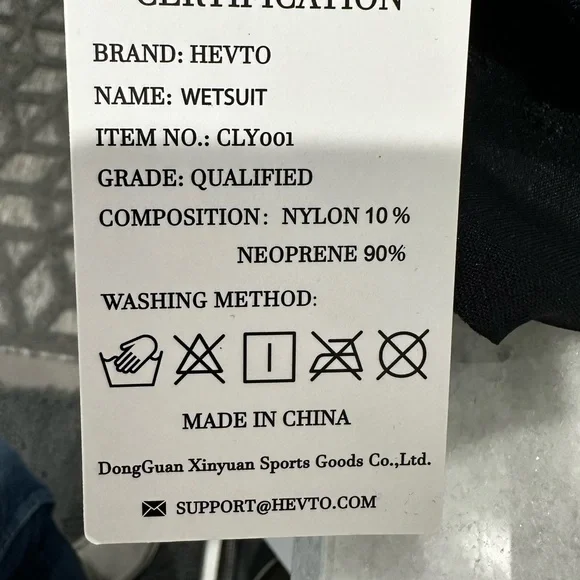 CERTIFICATION
BRAND: HEVTO
NAME: WETSUIT
ITEM NO.: CLY001
GRADE: QUALIFIED
COMPOSITION: NYLON 10%
NEOPRENE 90%
WASHING METHOD:
MADE IN CHINA
DongGuan Xinyuan Sports Goods Co.,Ltd.
SUPPORT@HEVTO.COM